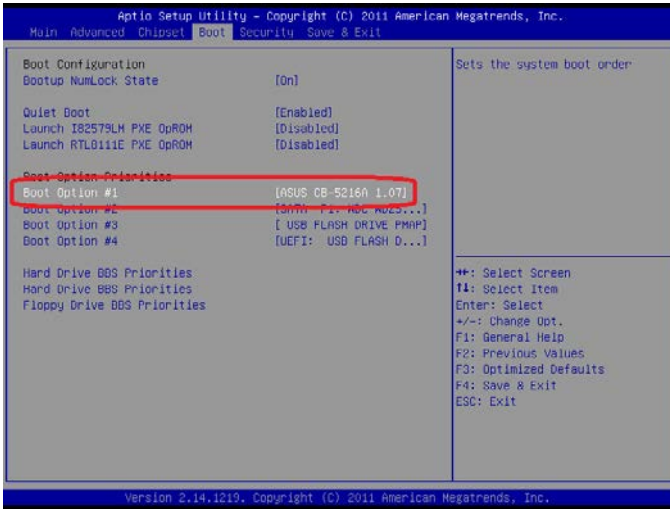 Aptio Setup Utility – Copyright (C) 2011 American Megatrends, Inc.
Main Advanced Chipset Boot Security Save & Exit
Boot Configuration
Bootup NumLock State [On]
Quiet Boot [Enabled]
Launch I82579LM PXE OpROM [Disabled]
Launch RTL8111E PXE OpROM [Disabled]
Boot Option Priorities
Boot Option #1 [ASUS CB-5216A 1.07]
Boot Option #2 [SATA P1: WDC WD25...]
Boot Option #3 [ USB FLASH DRIVE PMAP]
Boot Option #4 [UEFI: USB FLASH D...]
Hard Drive BBS Priorities
Hard Drive BBS Priorities
Floppy Drive BBS Priorities
Sets the system boot order
→←: Select Screen
↑↓: Select Item
Enter: Select
+/-: Change Opt.
F1: General Help
F2: Previous Values
F3: Optimized Defaults
F4: Save & Exit
ESC: Exit
Version 2.14.1219. Copyright (C) 2011 American Megatrends, Inc.